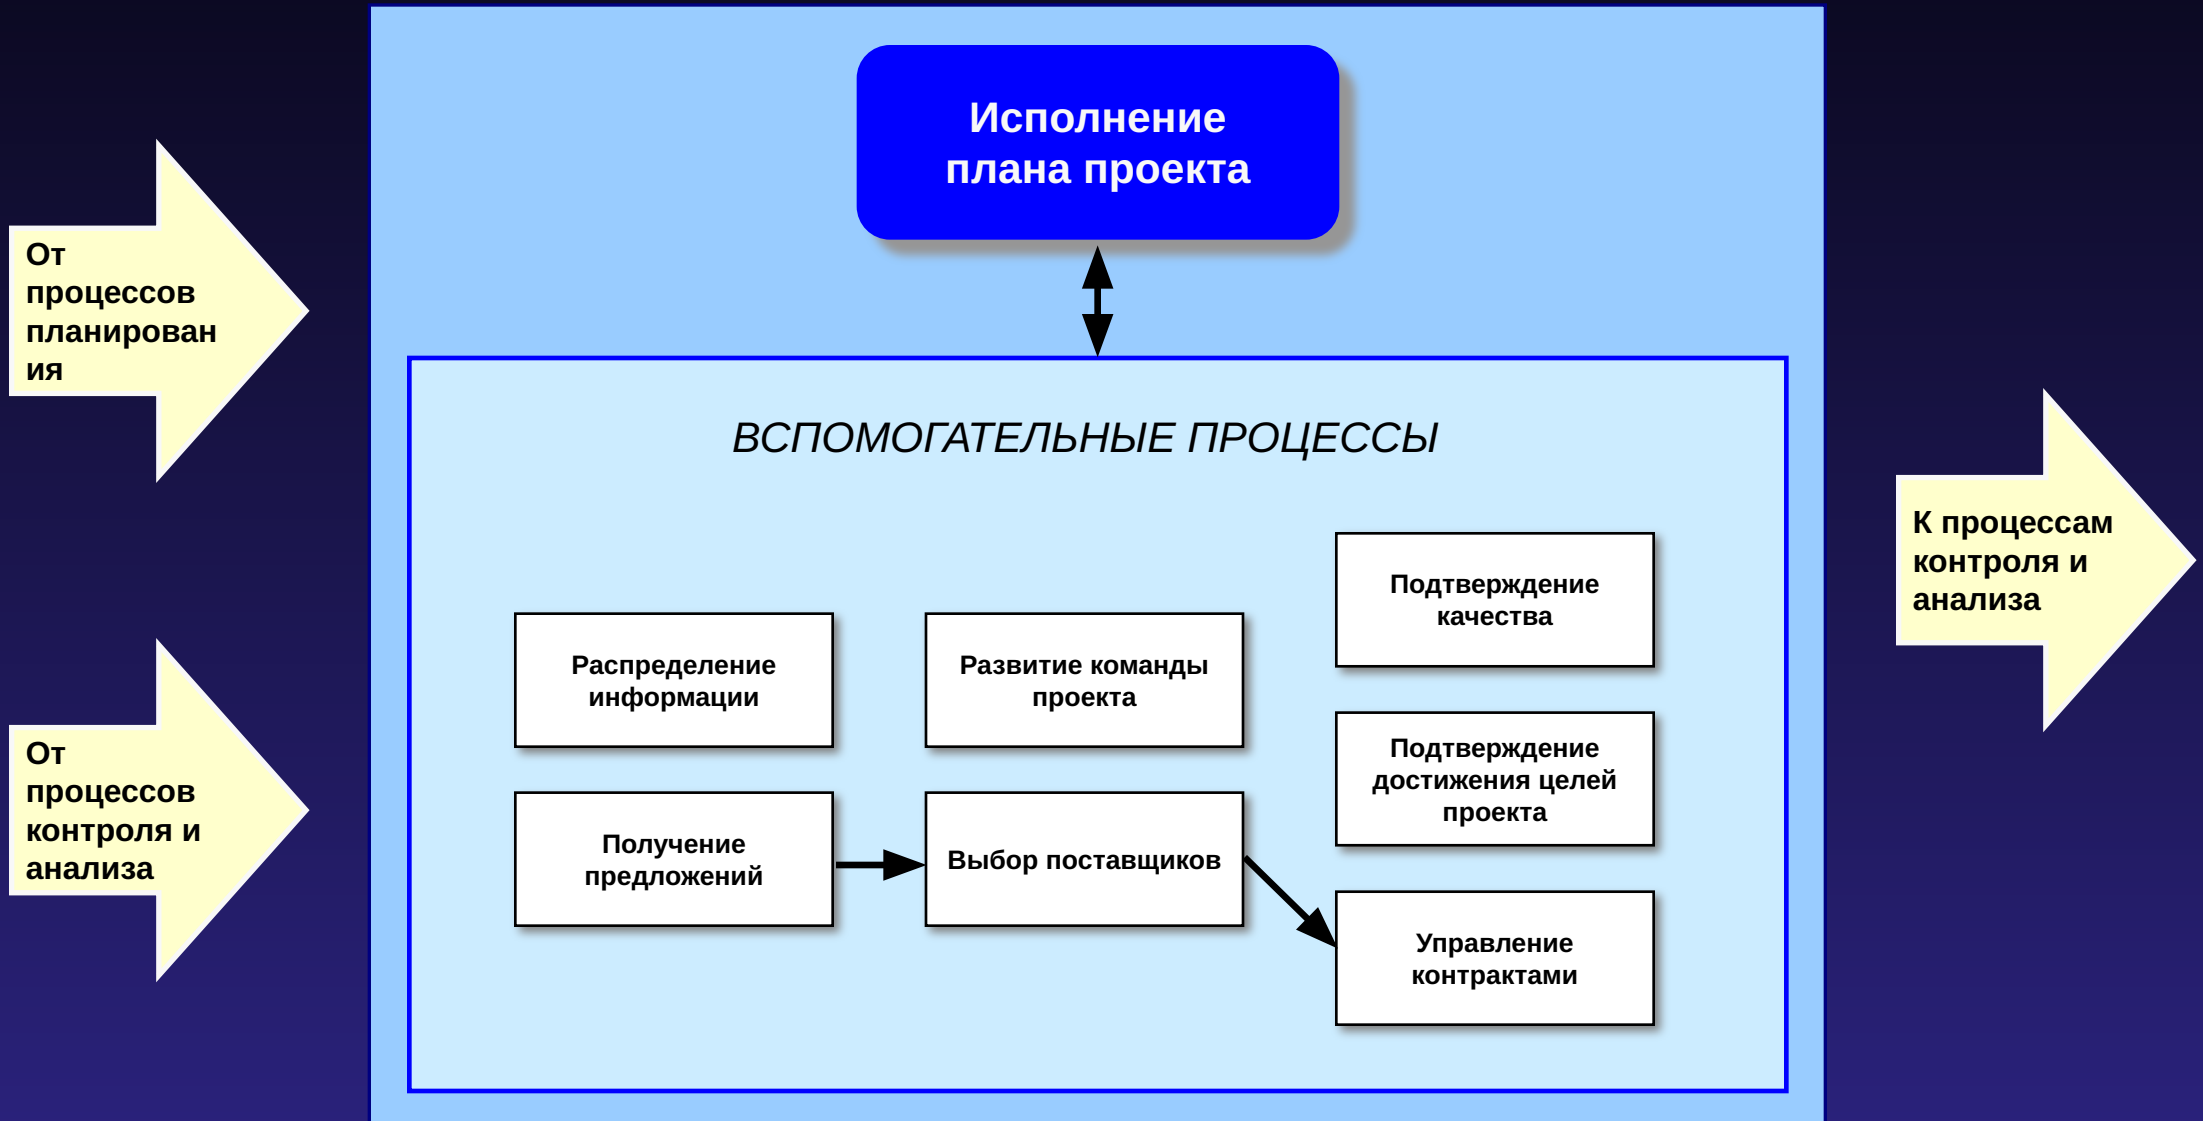 Исполнение
плана проекта
От
процессов
планирован
ия
ВСПОМОГАТЕЛЬНЫЕ ПРОЦЕССЫ
К процессам
контроля и
анализа
Подтверждение
качества
Распределение
информации
Развитие команды
проекта
Подтверждение
достижения целей
проекта
От
процессов
контроля и
анализа
Получение
предложений
Выбор поставщиков
Управление
контрактами